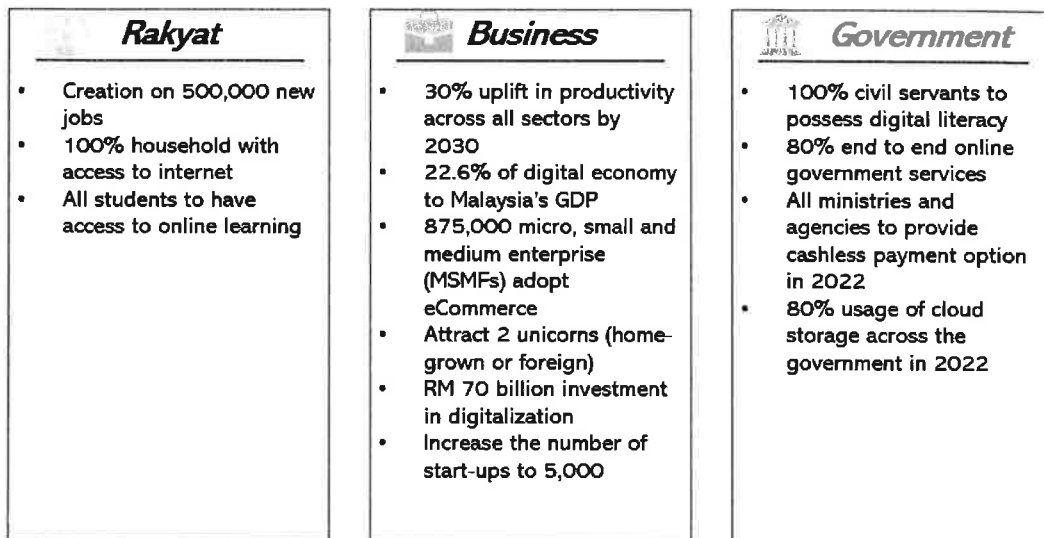 Rakyat
• Creation on 500,000 new
jobs
• 100% household with
access to internet
• All students to have
access to online learning
Business
• 30% uplift in productivity
across all sectors by
2030
• 22.6% of digital economy
to Malaysia's GDP
• 875,000 micro, small and
medium enterprise
(MSMFs) adopt
eCommerce
• Attract 2 unicorns (home-
grown or foreign)
• RM 70 billion investment
in digitalization
• Increase the number of
start-ups to 5,000
Government
• 100% civil servants to
possess digital literacy
• 80% end to end online
government services
• All ministries and
agencies to provide
cashless payment option
in 2022
• 80% usage of cloud
storage across the
government in 2022